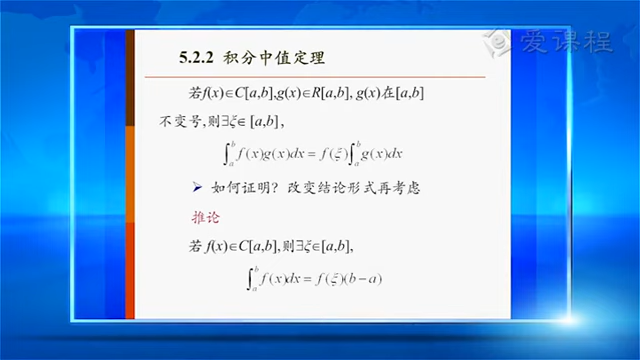 爱课程
5.2.2 积分中值定理
若f(x)∈C[a,b],g(x)∈R[a,b], g(x)在[a,b]
不变号,则∃ξ∈ [a,b] ,
∫_a^b f(x)g(x)dx = f(ξ)∫_a^b g(x)dx
➢ 如何证明？改变结论形式再考虑
推论
若 f(x)∈C[a,b],则∃ξ∈[a,b],
∫_a^b f(x)dx = f(ξ)(b−a)